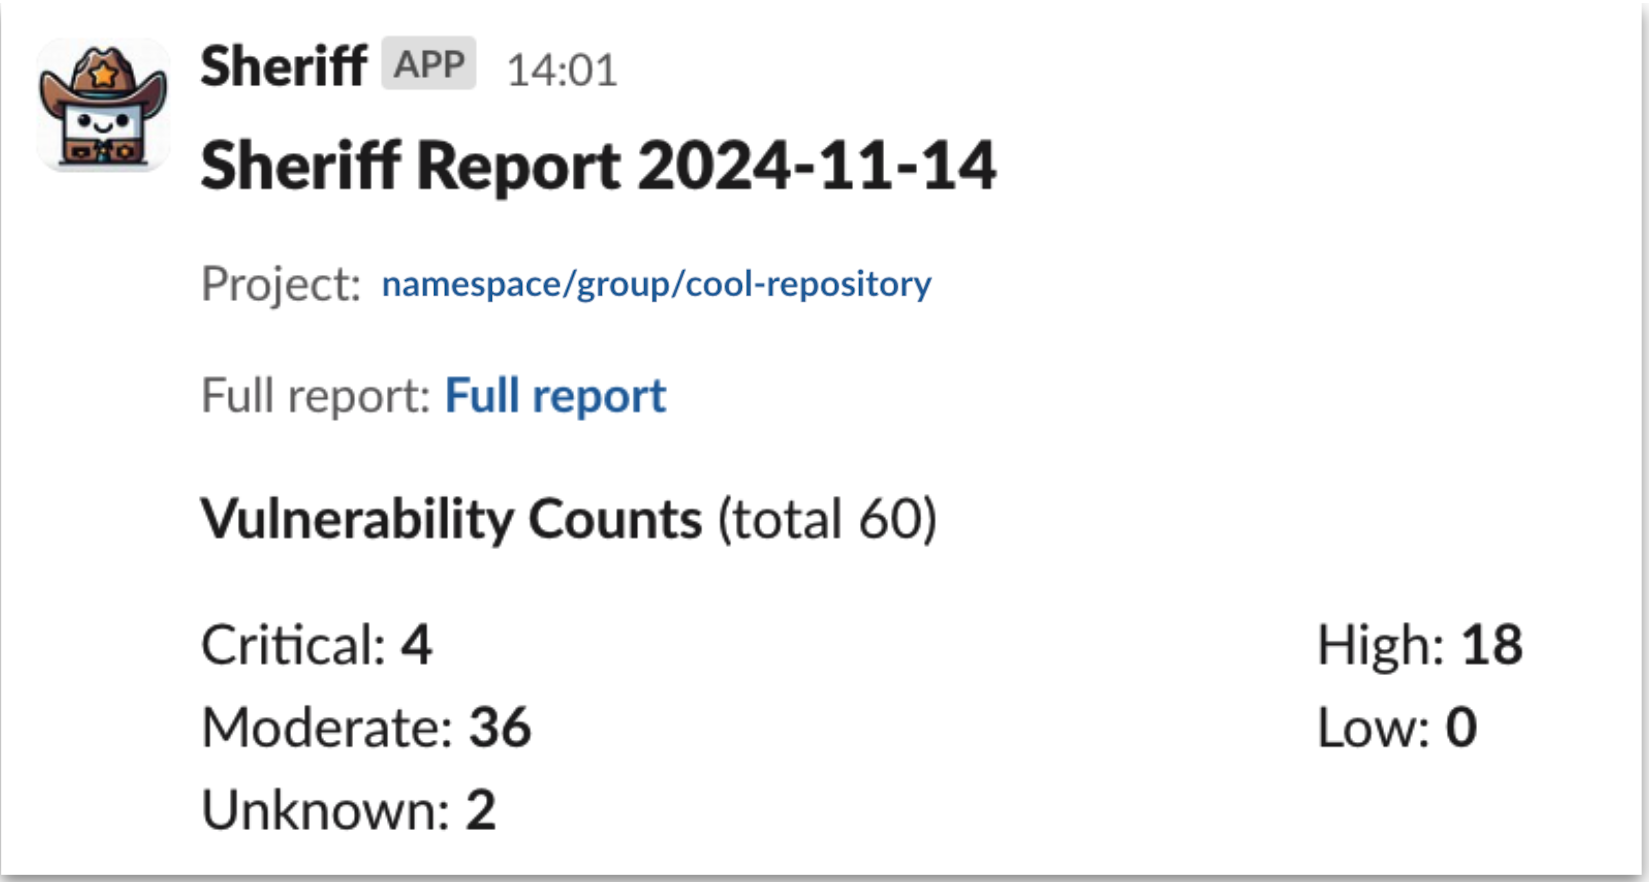 Sheriff APP 14:01
Sheriff Report 2024-11-14
Project: namespace/group/cool-repository
Full report: Full report
Vulnerability Counts (total 60)
Critical: 4 High: 18
Moderate: 36 Low: 0
Unknown: 2